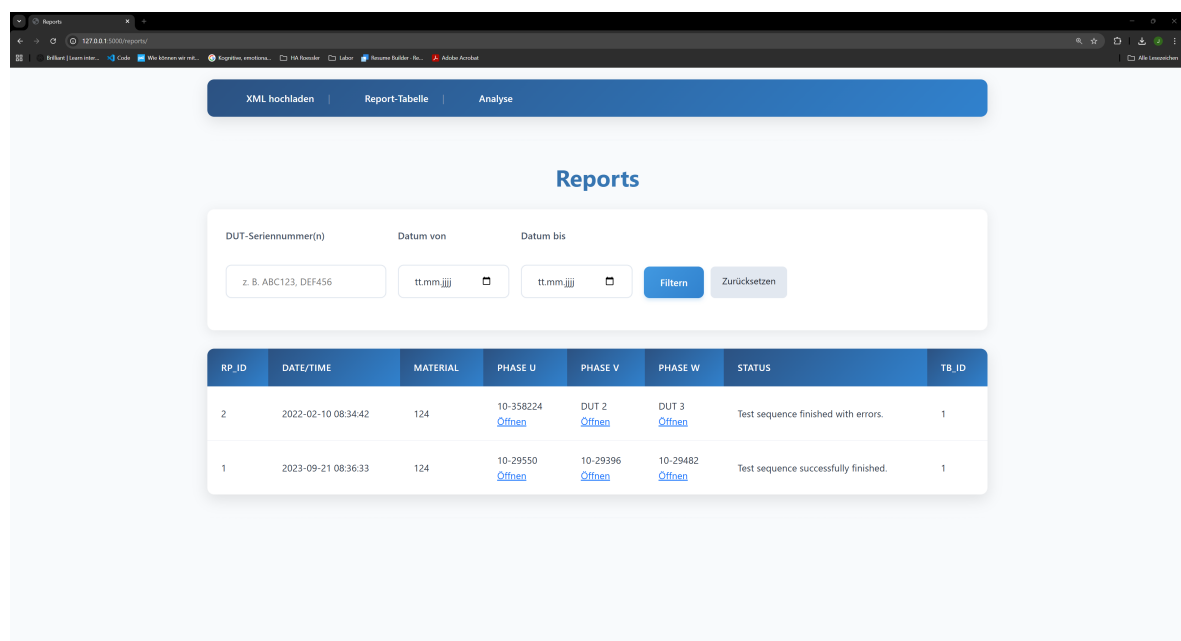 Reports
127.0.0.1:5000/reports/
Brilliant | Learn inter... Code Wie können wir mit... Kognitive, emotiona... HA Roessler Labor Resume Builder · Re... Adobe Acrobat Alle Lesezeichen
XML hochladen | Report-Tabelle | Analyse
Reports
DUT-Seriennummer(n) Datum von Datum bis
z. B. ABC123, DEF456 tt.mm.jjjj tt.mm.jjjj Filtern Zurücksetzen
RP_ID DATE/TIME MATERIAL PHASE U PHASE V PHASE W STATUS TB_ID
2 2022-02-10 08:34:42 124 10-358224 DUT 2 DUT 3 Test sequence finished with errors. 1
Öffnen Öffnen Öffnen
1 2023-09-21 08:36:33 124 10-29550 10-29396 10-29482 Test sequence successfully finished. 1
Öffnen Öffnen Öffnen